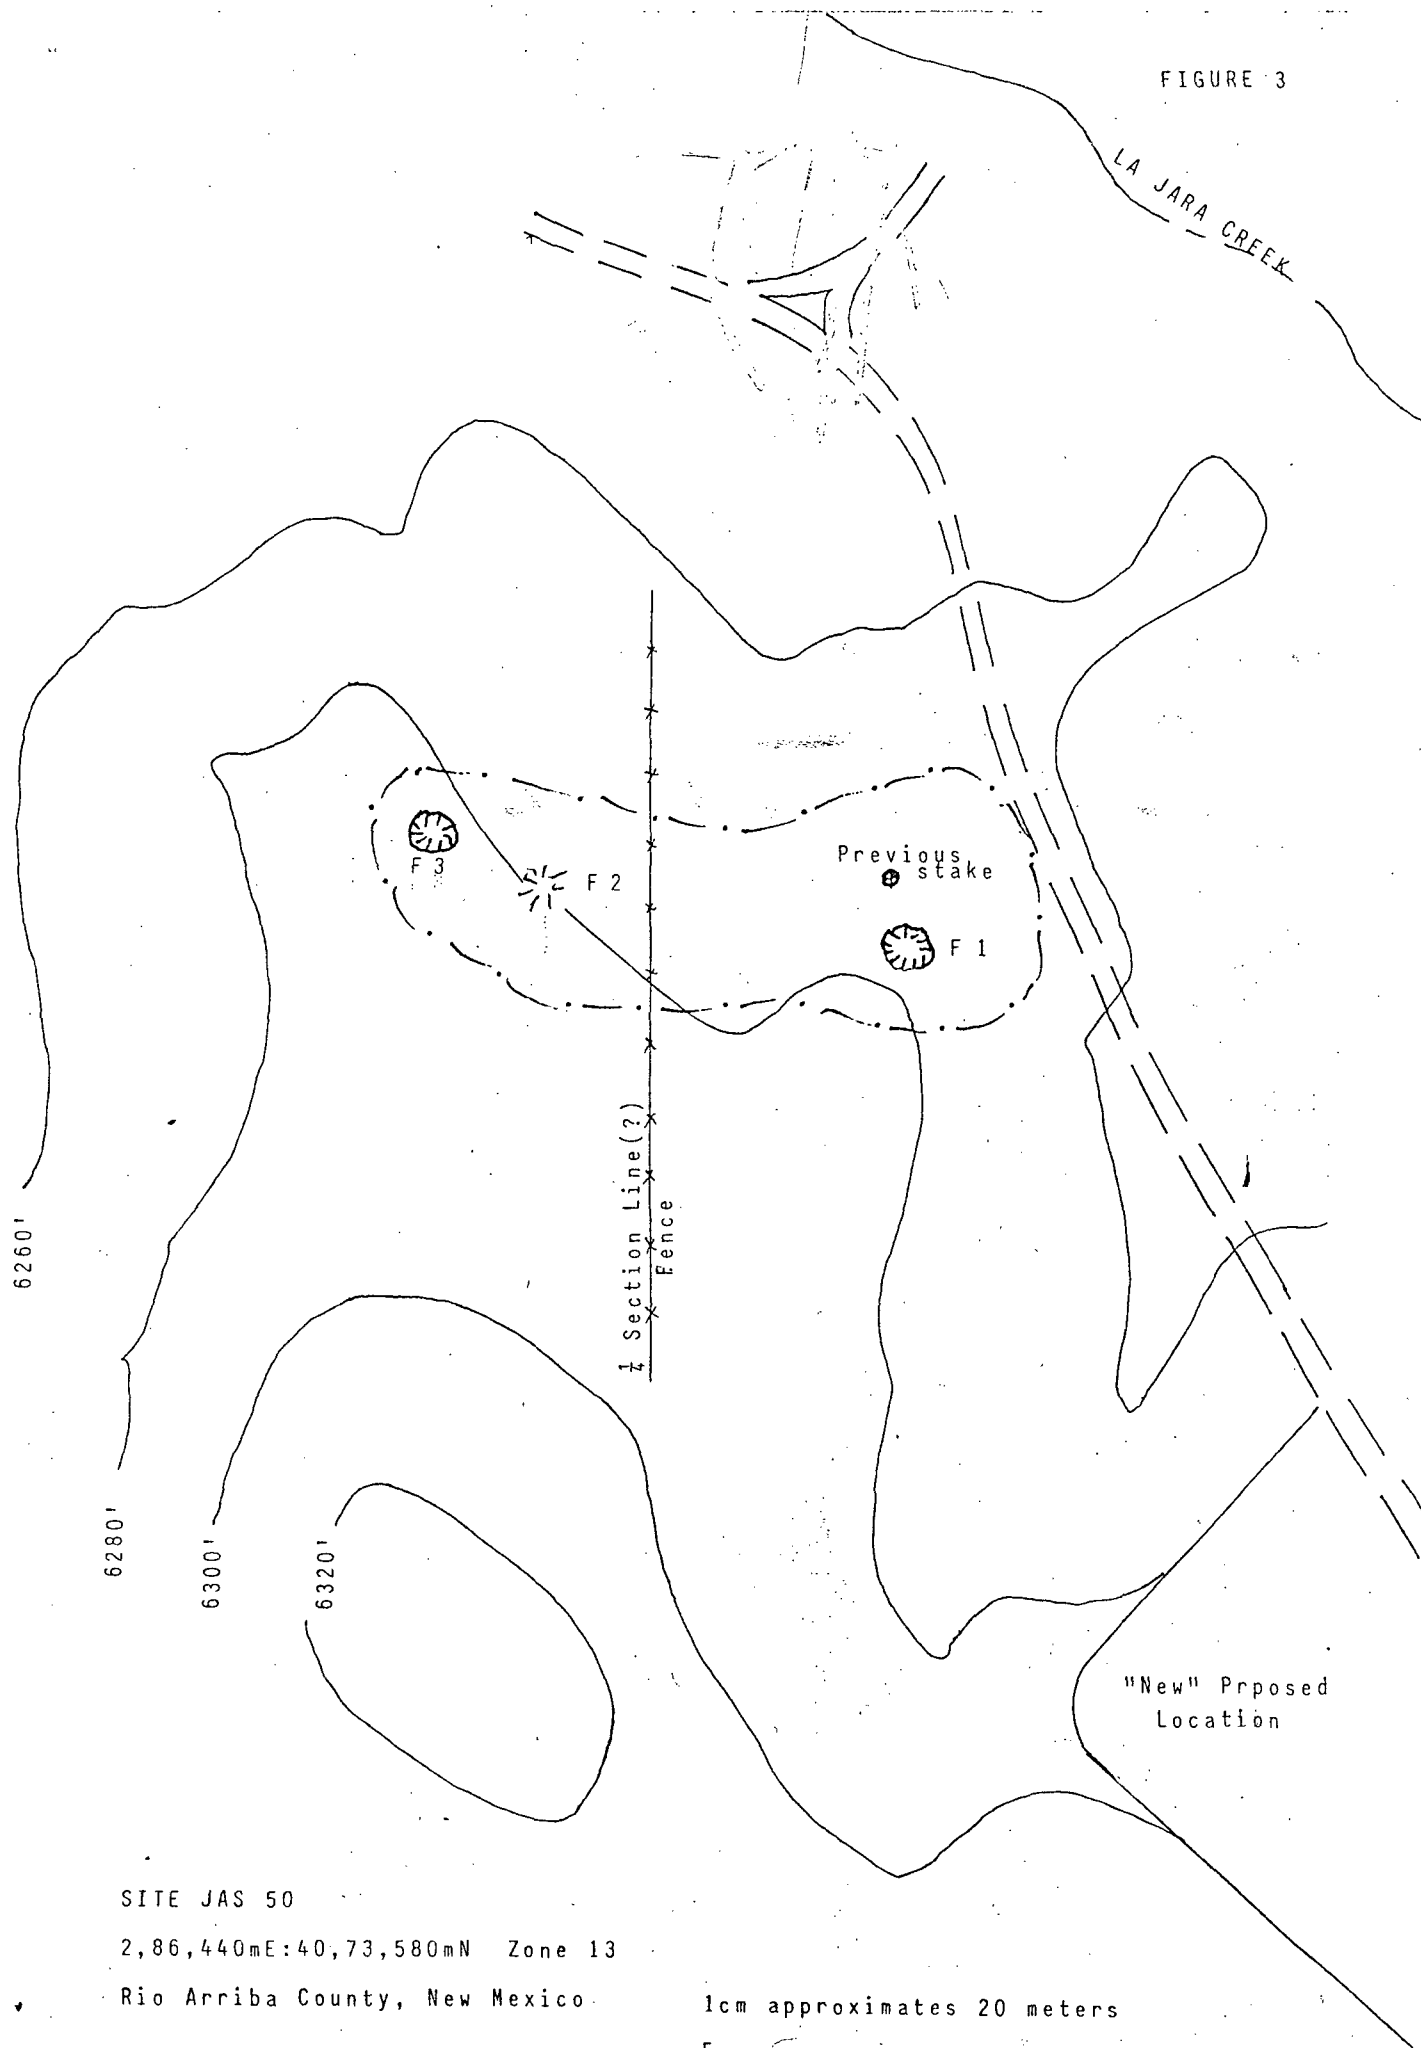 FIGURE 3
LA JARA CREEK
Previous
stake
F 3
F 2
F 1
1/4 Section Line(?)
Fence
6260'
6280'
6300'
6320'
"New" Prposed
Location
SITE JAS 50
2,86,440mE:40,73,580mN Zone 13
Rio Arriba County, New Mexico
1cm approximates 20 meters